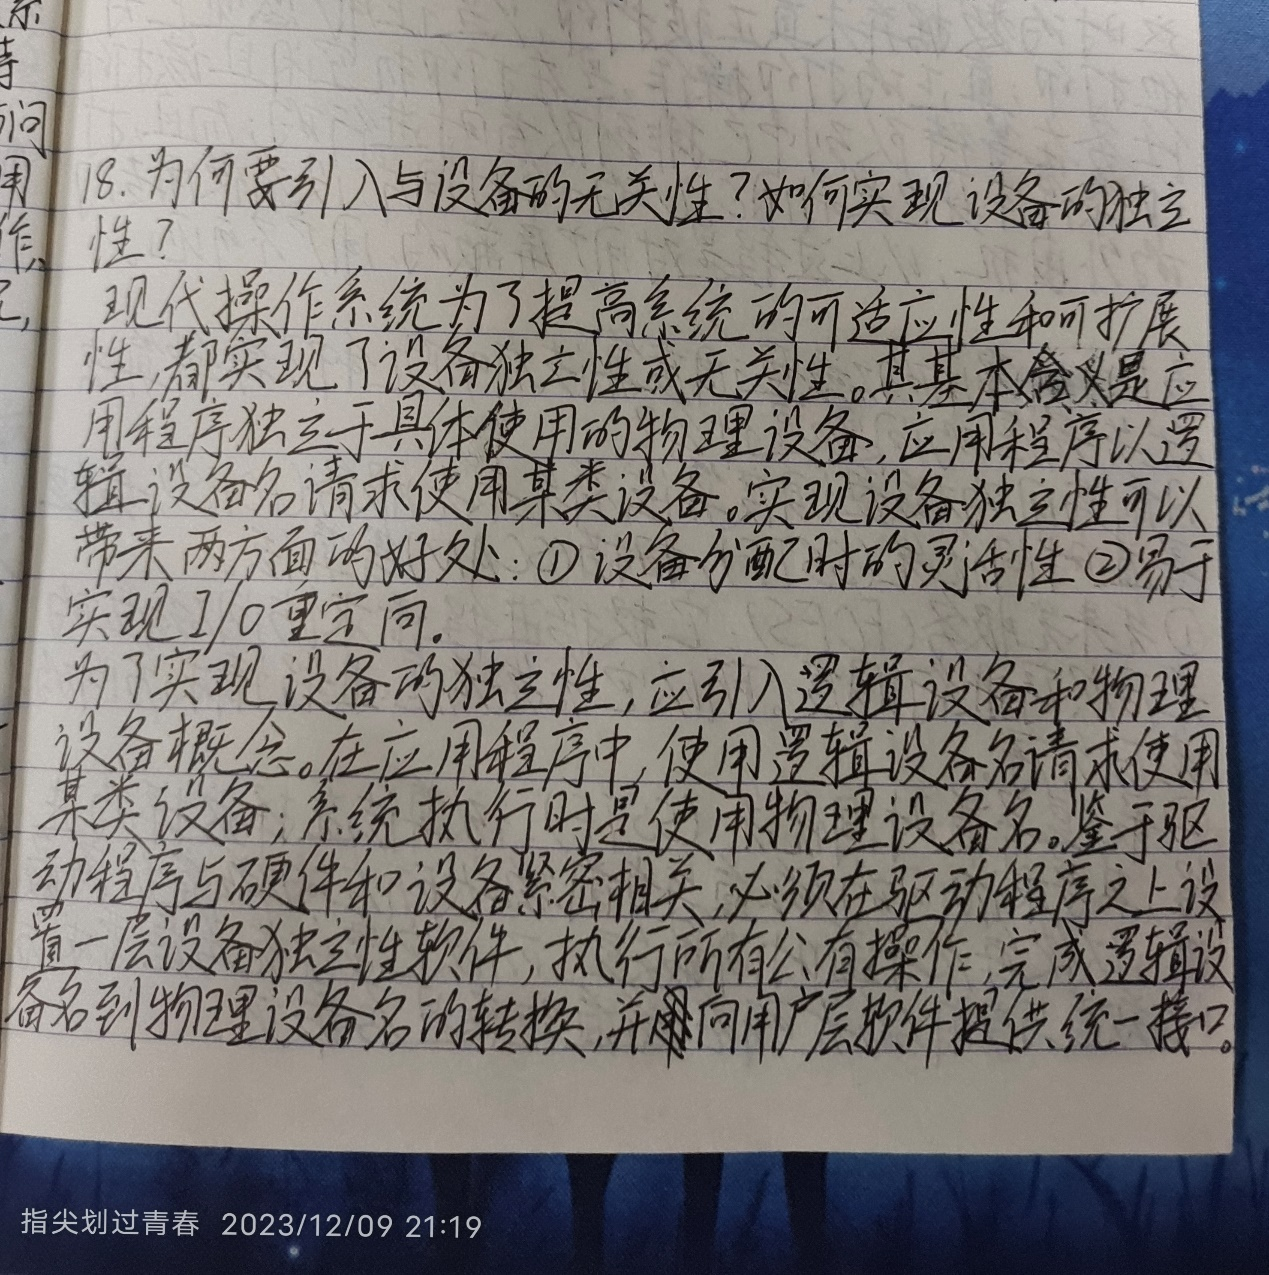 18.为何要引入与设备的无关性?如何实现设备的独立
性?
现代操作系统为了提高系统的可适应性和可扩展
性,都实现了设备独立性或无关性。其基本含义是应
用程序独立于具体使用的物理设备,应用程序以逻
辑设备名请求使用某类设备。实现设备独立性可以
带来两方面的好处:①设备分配时的灵活性②易于
实现I/O重定向。
为了实现设备的独立性,应引入逻辑设备和物理
设备概念。在应用程序中,使用逻辑设备名请求使用
某类设备;系统执行时是使用物理设备名。鉴于驱
动程序与硬件和设备紧密相关,必须在驱动程序之上设
置一层设备独立性软件,执行所有公有操作,完成逻辑设
备名到物理设备名的转换,并向用户层软件提供统一接口。
指尖划过青春 2023/12/09 21:19